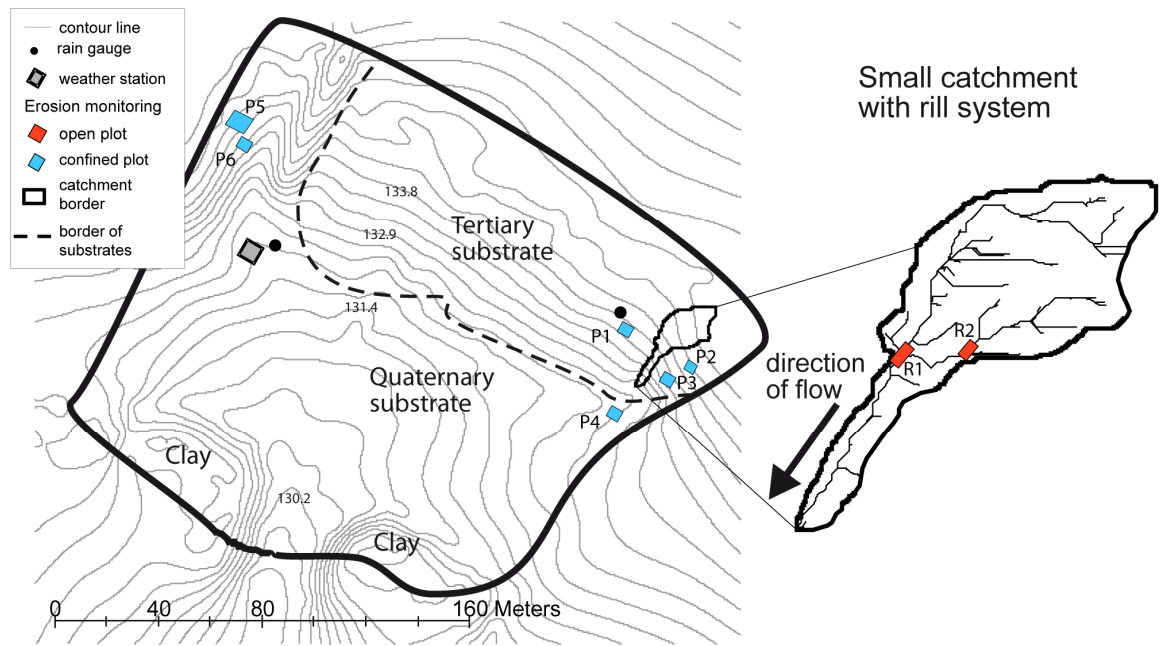 contour line
rain gauge
weather station
Erosion monitoring
open plot
confined plot
catchment
border
border of
substrates
P5
P6
133.8
132.9
131.4
Tertiary
substrate
P1
P2
P3
P4
Quaternary
substrate
Clay
130.2
Clay
0 40 80 160 Meters
Small catchment
with rill system
R2
R1
direction
of flow